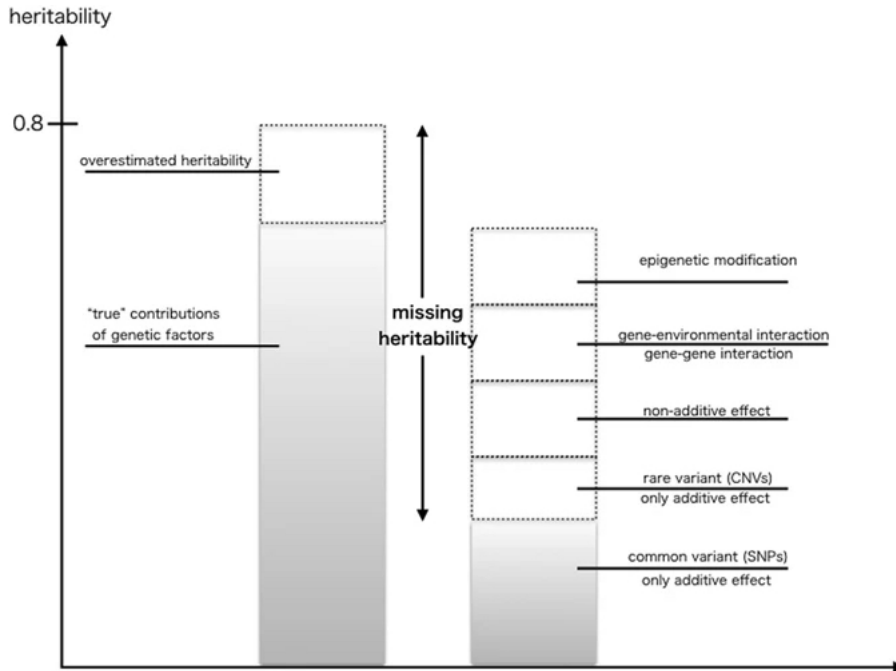 heritability
0.8
overestimated heritability
"true" contributions
of genetic factors
missing
heritability
epigenetic modification
gene-environmental interaction
gene-gene interaction
non-additive effect
rare variant (CNVs)
only additive effect
common variant (SNPs)
only additive effect